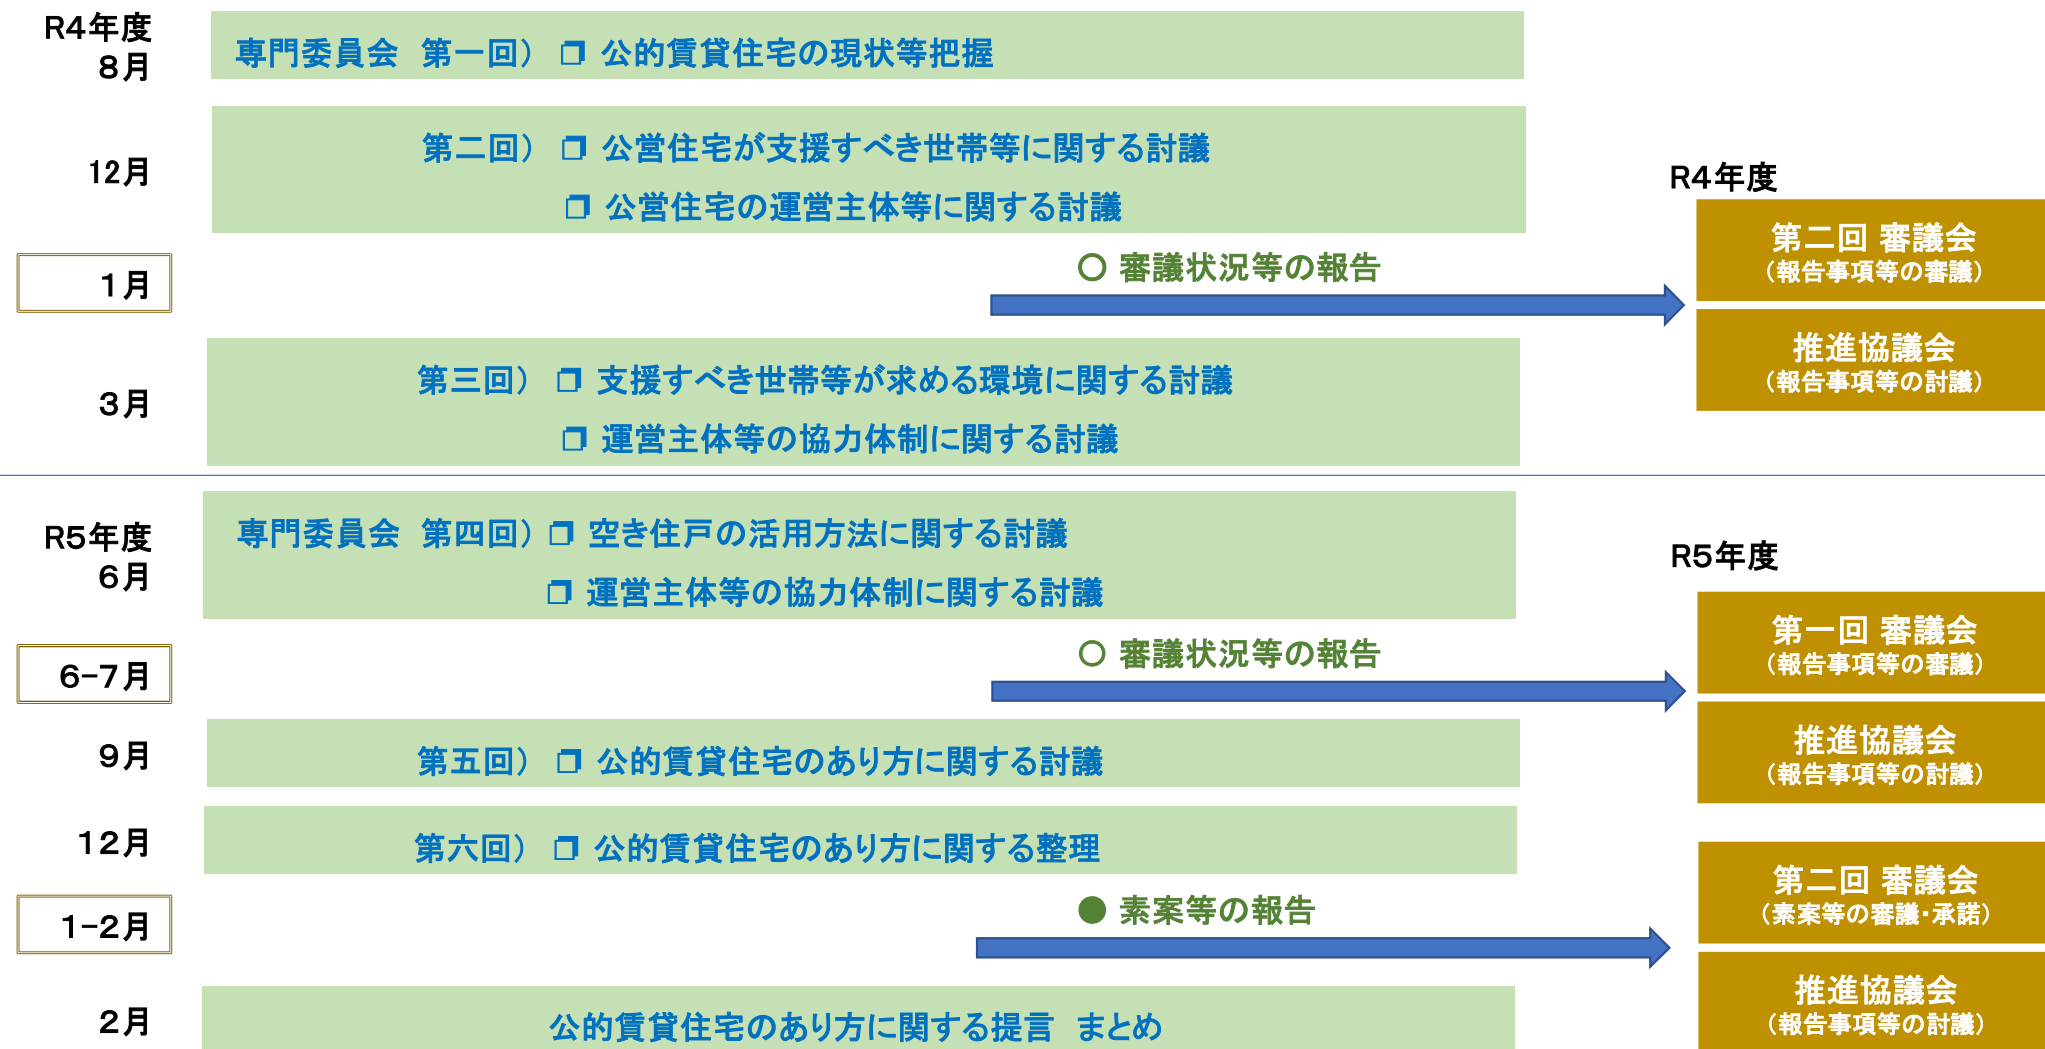 R4年度
8月
専門委員会　第一回）❐ 公的賃貸住宅の現状等把握
12月
第二回）❐ 公営住宅が支援すべき世帯等に関する討議
❐ 公営住宅の運営主体等に関する討議
R4年度
1月
○ 審議状況等の報告
第二回 審議会
（報告事項等の審議）
推進協議会
（報告事項等の討議）
3月
第三回）❐ 支援すべき世帯等が求める環境に関する討議
❐ 運営主体等の協力体制に関する討議
R5年度
6月
専門委員会　第四回）❐ 空き住戸の活用方法に関する討議
❐ 運営主体等の協力体制に関する討議
R5年度
6-7月
○ 審議状況等の報告
第一回 審議会
（報告事項等の審議）
推進協議会
（報告事項等の討議）
9月
第五回）❐ 公的賃貸住宅のあり方に関する討議
12月
第六回）❐ 公的賃貸住宅のあり方に関する整理
1-2月
● 素案等の報告
第二回 審議会
（素案等の審議・承諾）
推進協議会
（報告事項等の討議）
2月
公的賃貸住宅のあり方に関する提言　まとめ